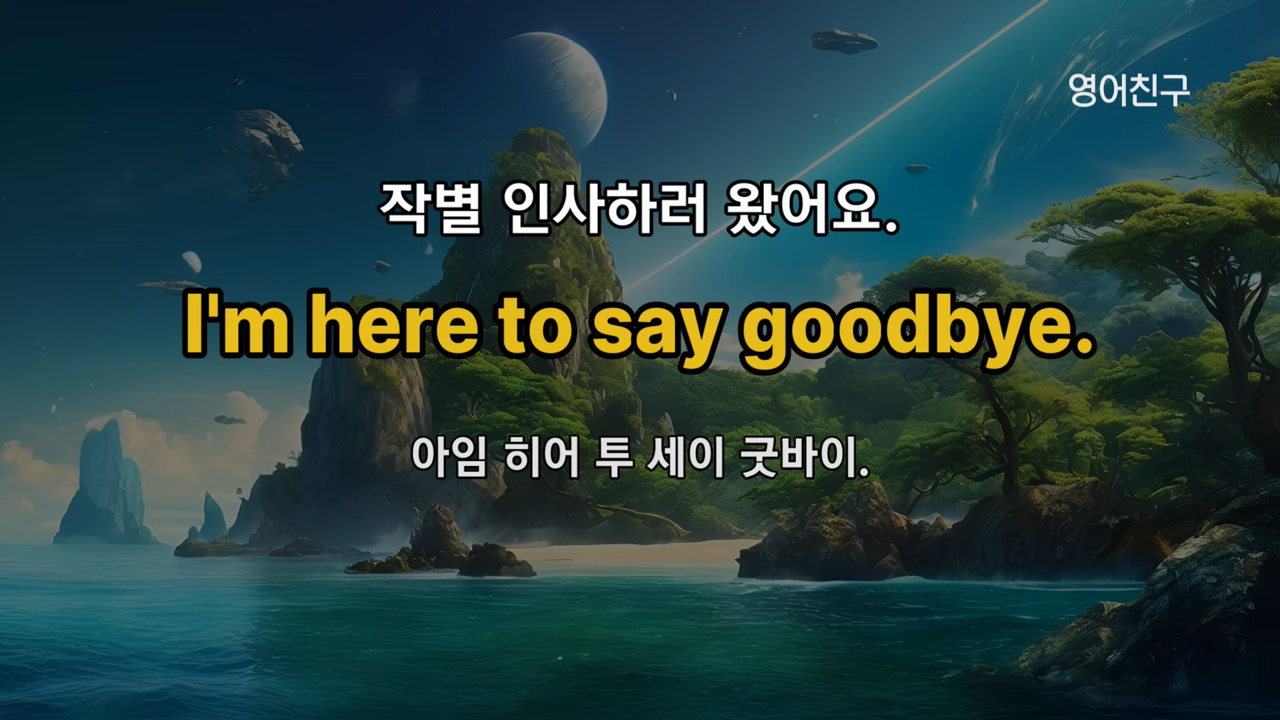 영어친구
작별 인사하러 왔어요.
I'm here to say goodbye.
아임 히어 투 세이 굿바이.